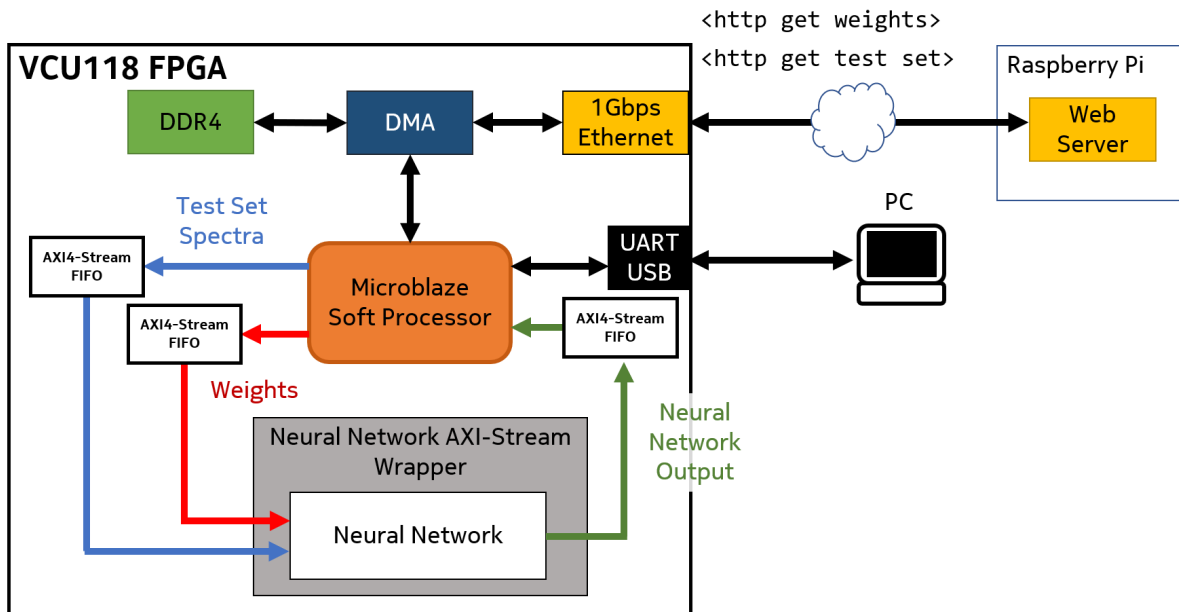 <http get weights>
<http get test set>
VCU118 FPGA
Raspberry Pi
DDR4
DMA
1Gbps
Ethernet
Web
Server
Test Set
Spectra
PC
AXI4-Stream
FIFO
UART
USB
Microblaze
Soft Processor
AXI4-Stream
FIFO
AXI4-Stream
FIFO
Weights
Neural
Network
Output
Neural Network AXI-Stream
Wrapper
Neural Network